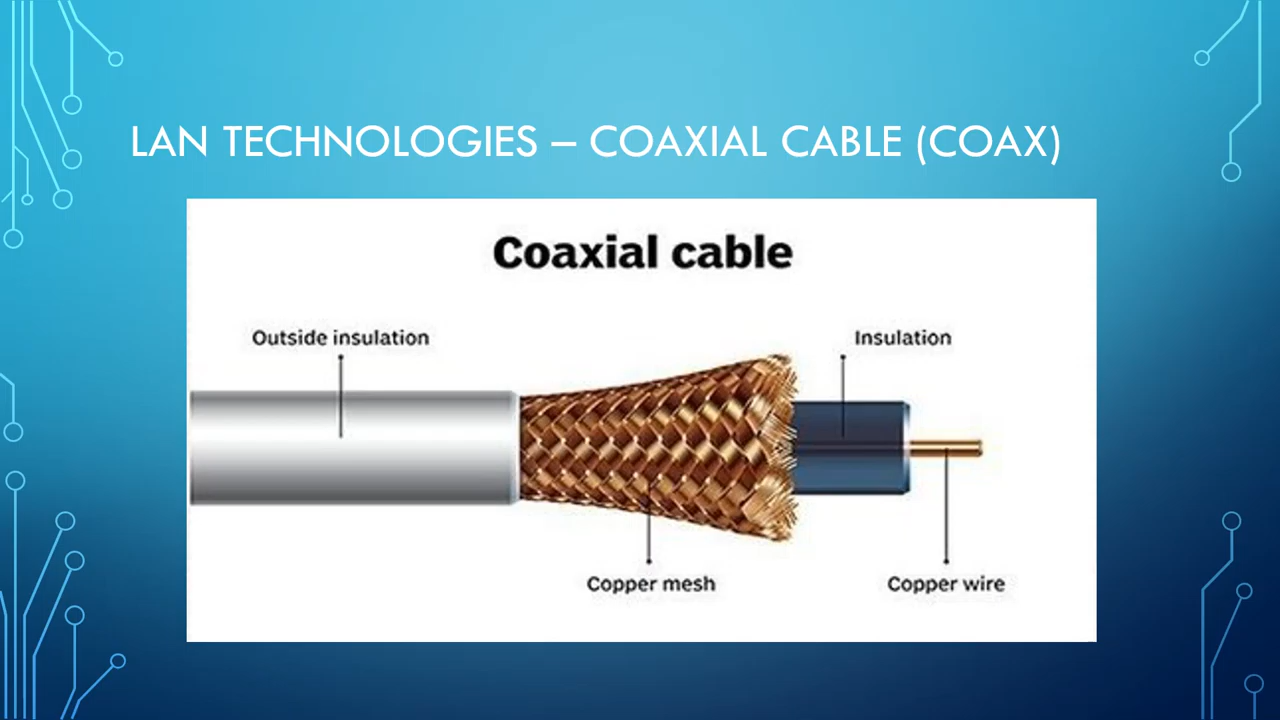 LAN TECHNOLOGIES – COAXIAL CABLE (COAX)
Coaxial cable
Outside insulation
Insulation
Copper mesh
Copper wire